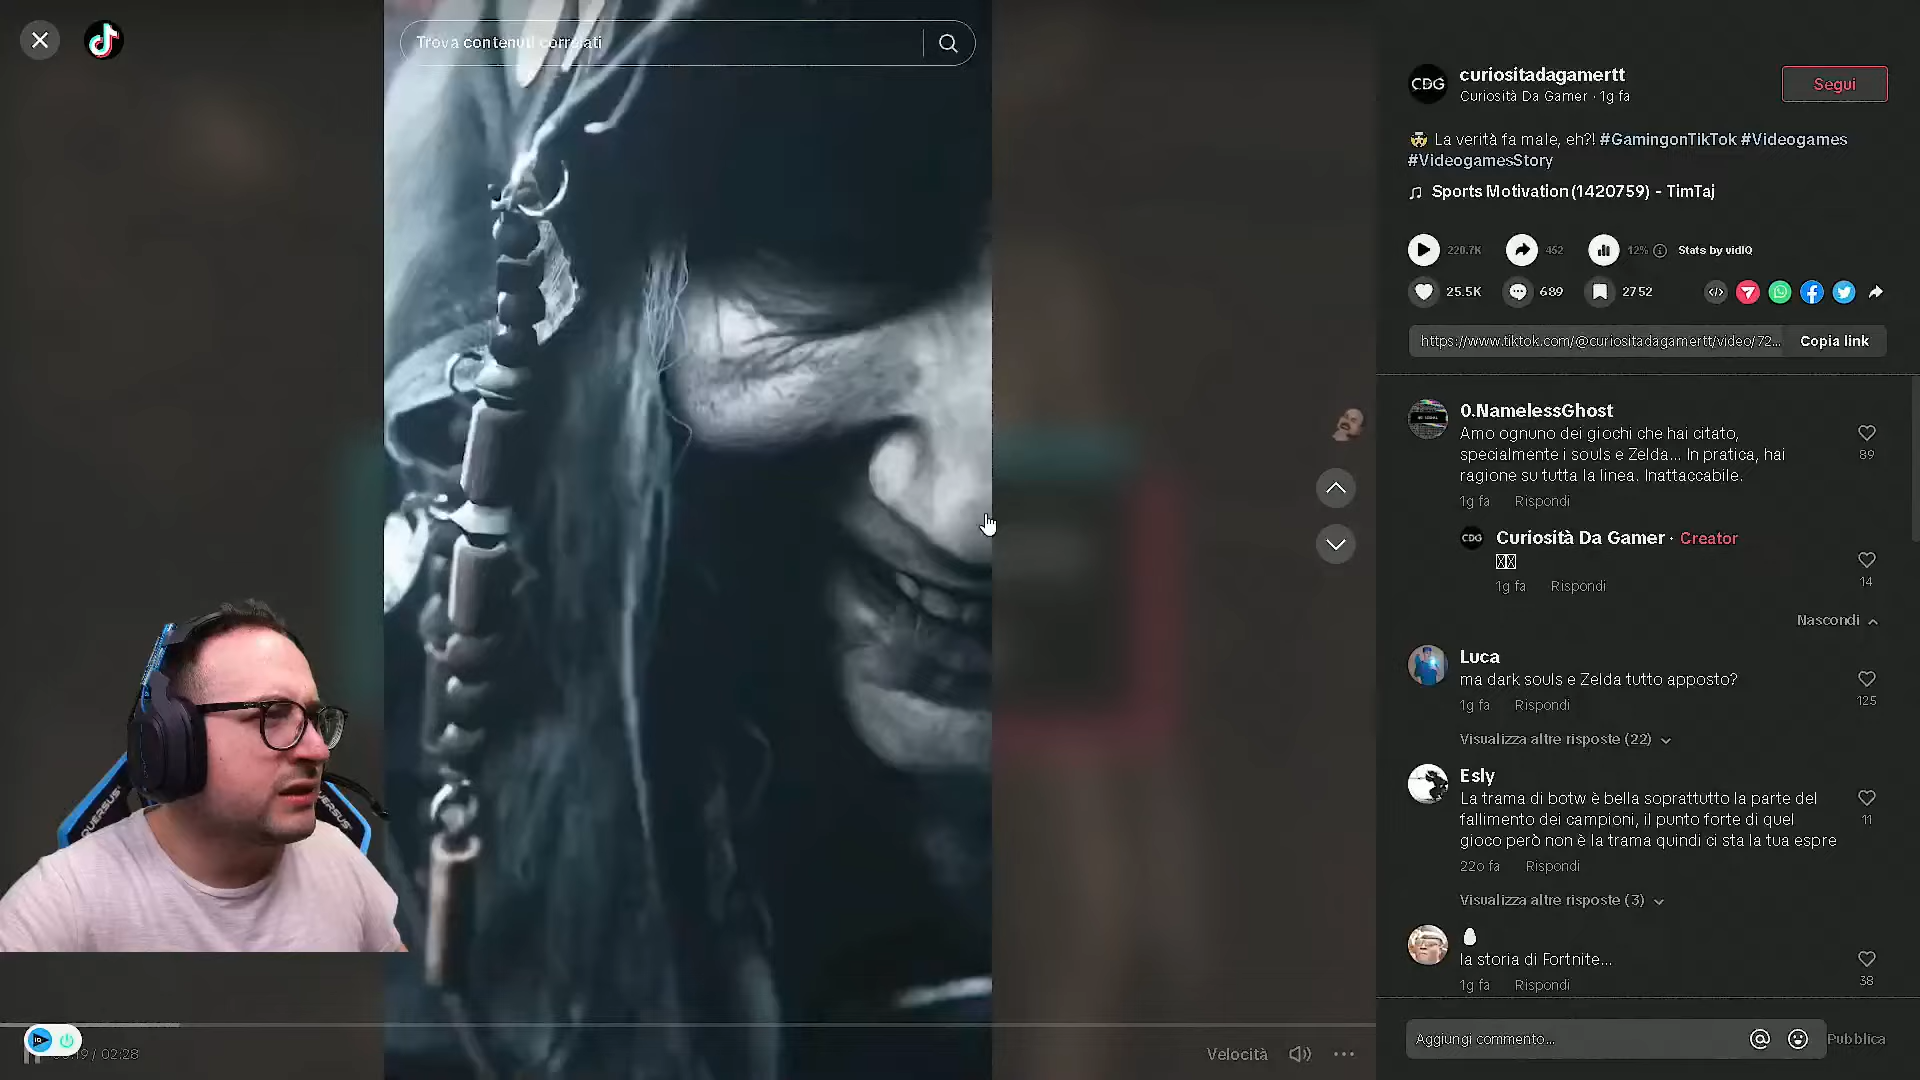 Trova contenuti correlati
CDG
curiositadagamertt
Curiosità Da Gamer · 1g fa
Segui
La verità fa male, eh?! #GamingonTikTok #Videogames
#VideogamesStory
Sports Motivation (1420759) - TimTaj
220.7K 452 12% Stats by vidIQ
25.5K 689 2752
https://www.tiktok.com/@curiositadagamertt/video/72...
Copia link
0.NamelessGhost
Amo ognuno dei giochi che hai citato,
specialmente i souls e Zelda... In pratica, hai
ragione su tutta la linea. Inattaccabile.
89
1g fa Rispondi
CDG
Curiosità Da Gamer · Creator
1g fa Rispondi
14
Nascondi
Luca
ma dark souls e Zelda tutto apposto?
125
1g fa Rispondi
Visualizza altre risposte (22)
Esly
La trama di botw è bella soprattutto la parte del
fallimento dei campioni, il punto forte di quel
gioco però non è la trama quindi ci sta la tua espre
11
22o fa Rispondi
Visualizza altre risposte (3)
la storia di Fortnite...
38
1g fa Rispondi
Aggiungi commento...
Pubblica
QUERSUS
QUERSUS
/ 02:28
Velocità